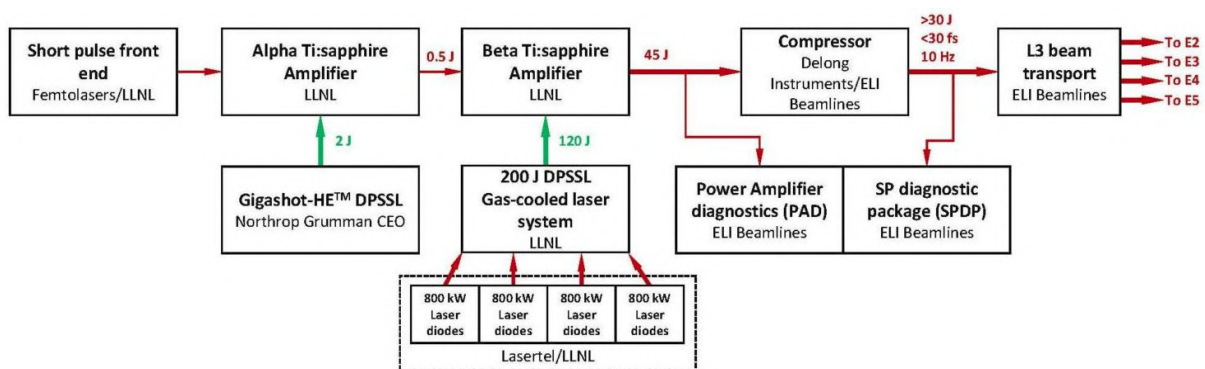 Short pulse front
end
Femtolasers/LLNL
Alpha Ti:sapphire
Amplifier
LLNL
0.5 J
Beta Ti:sapphire
Amplifier
LLNL
45 J
Compressor
Delong
Instruments/ELI
Beamlines
>30 J
<30 fs
10 Hz
L3 beam
transport
ELI Beamlines
To E2
To E3
To E4
To E5
2 J
120 J
Gigashot-HE™ DPSSL
Northrop Grumman CEO
200 J DPSSL
Gas-cooled laser
system
LLNL
Power Amplifier
diagnostics (PAD)
ELI Beamlines
SP diagnostic
package (SPDP)
ELI Beamlines
800 kW
Laser
diodes
800 kW
Laser
diodes
800 kW
Laser
diodes
800 kW
Laser
diodes
Lasertel/LLNL